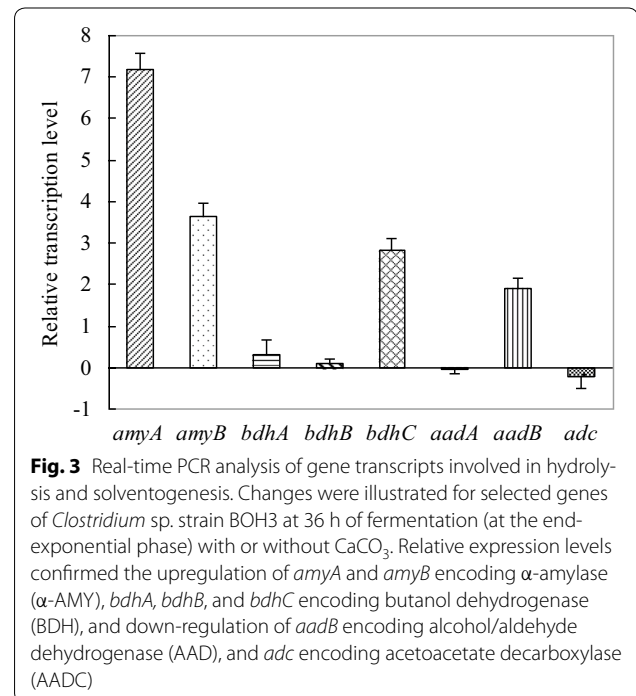 8
7
6
5
4
3
2
1
0
-1
Relative transcription level
amyA amyB bdhA bdhB bdhC aadA aadB adc
Fig. 3 Real-time PCR analysis of gene transcripts involved in hydroly-
sis and solventogenesis. Changes were illustrated for selected genes
of Clostridium sp. strain BOH3 at 36 h of fermentation (at the end-
exponential phase) with or without CaCO₃. Relative expression levels
confirmed the upregulation of amyA and amyB encoding α-amylase
(α-AMY), bdhA, bdhB, and bdhC encoding butanol dehydrogenase
(BDH), and down-regulation of aadB encoding alcohol/aldehyde
dehydrogenase (AAD), and adc encoding acetoacetate decarboxylase
(AADC)